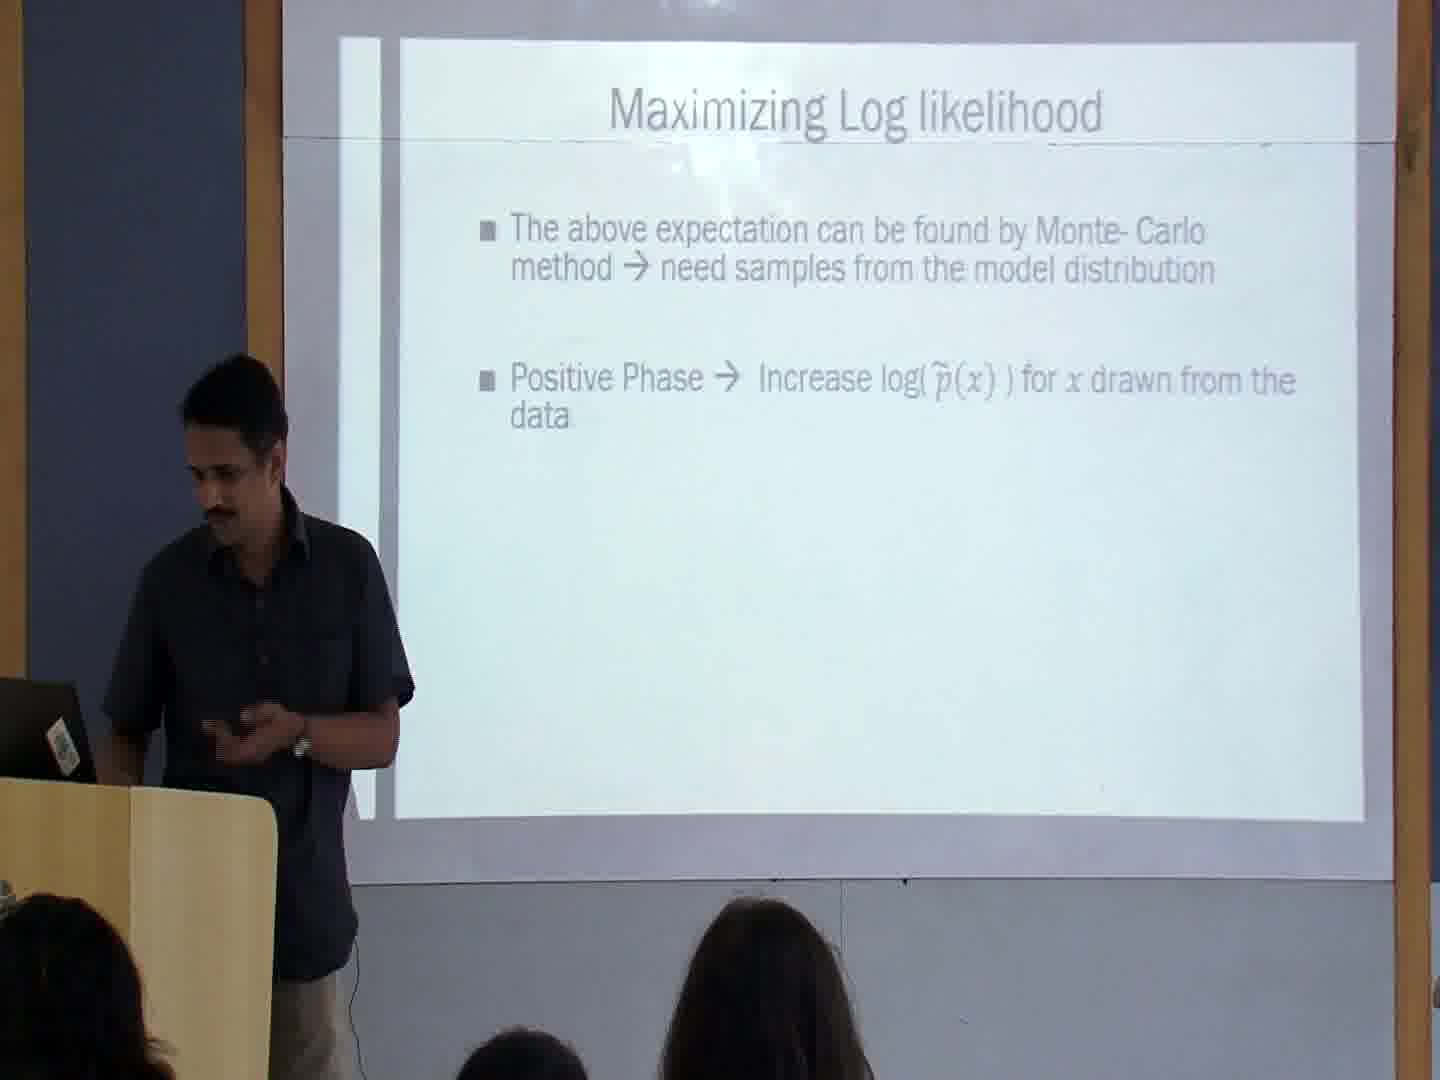 Maximizing Log likelihood
■ The above expectation can be found by Monte- Carlo
method → need samples from the model distribution
■ Positive Phase → Increase log( p̃(x) ) for x drawn from the
data